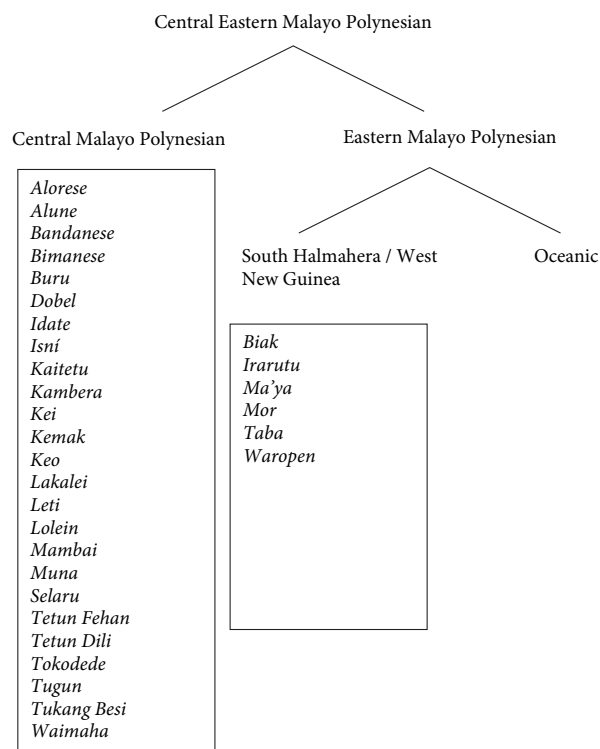 Central Eastern Malayo Polynesian
Central Malayo Polynesian
Eastern Malayo Polynesian
Alorese
Alune
Bandanese
Bimanese
Buru
Dobel
Idate
Isní
Kaitetu
Kambera
Kei
Kemak
Keo
Lakalei
Leti
Lolein
Mambai
Muna
Selaru
Tetun Fehan
Tetun Dili
Tokodede
Tugun
Tukang Besi
Waimaha
South Halmahera / West
New Guinea
Oceanic
Biak
Irarutu
Ma'ya
Mor
Taba
Waropen